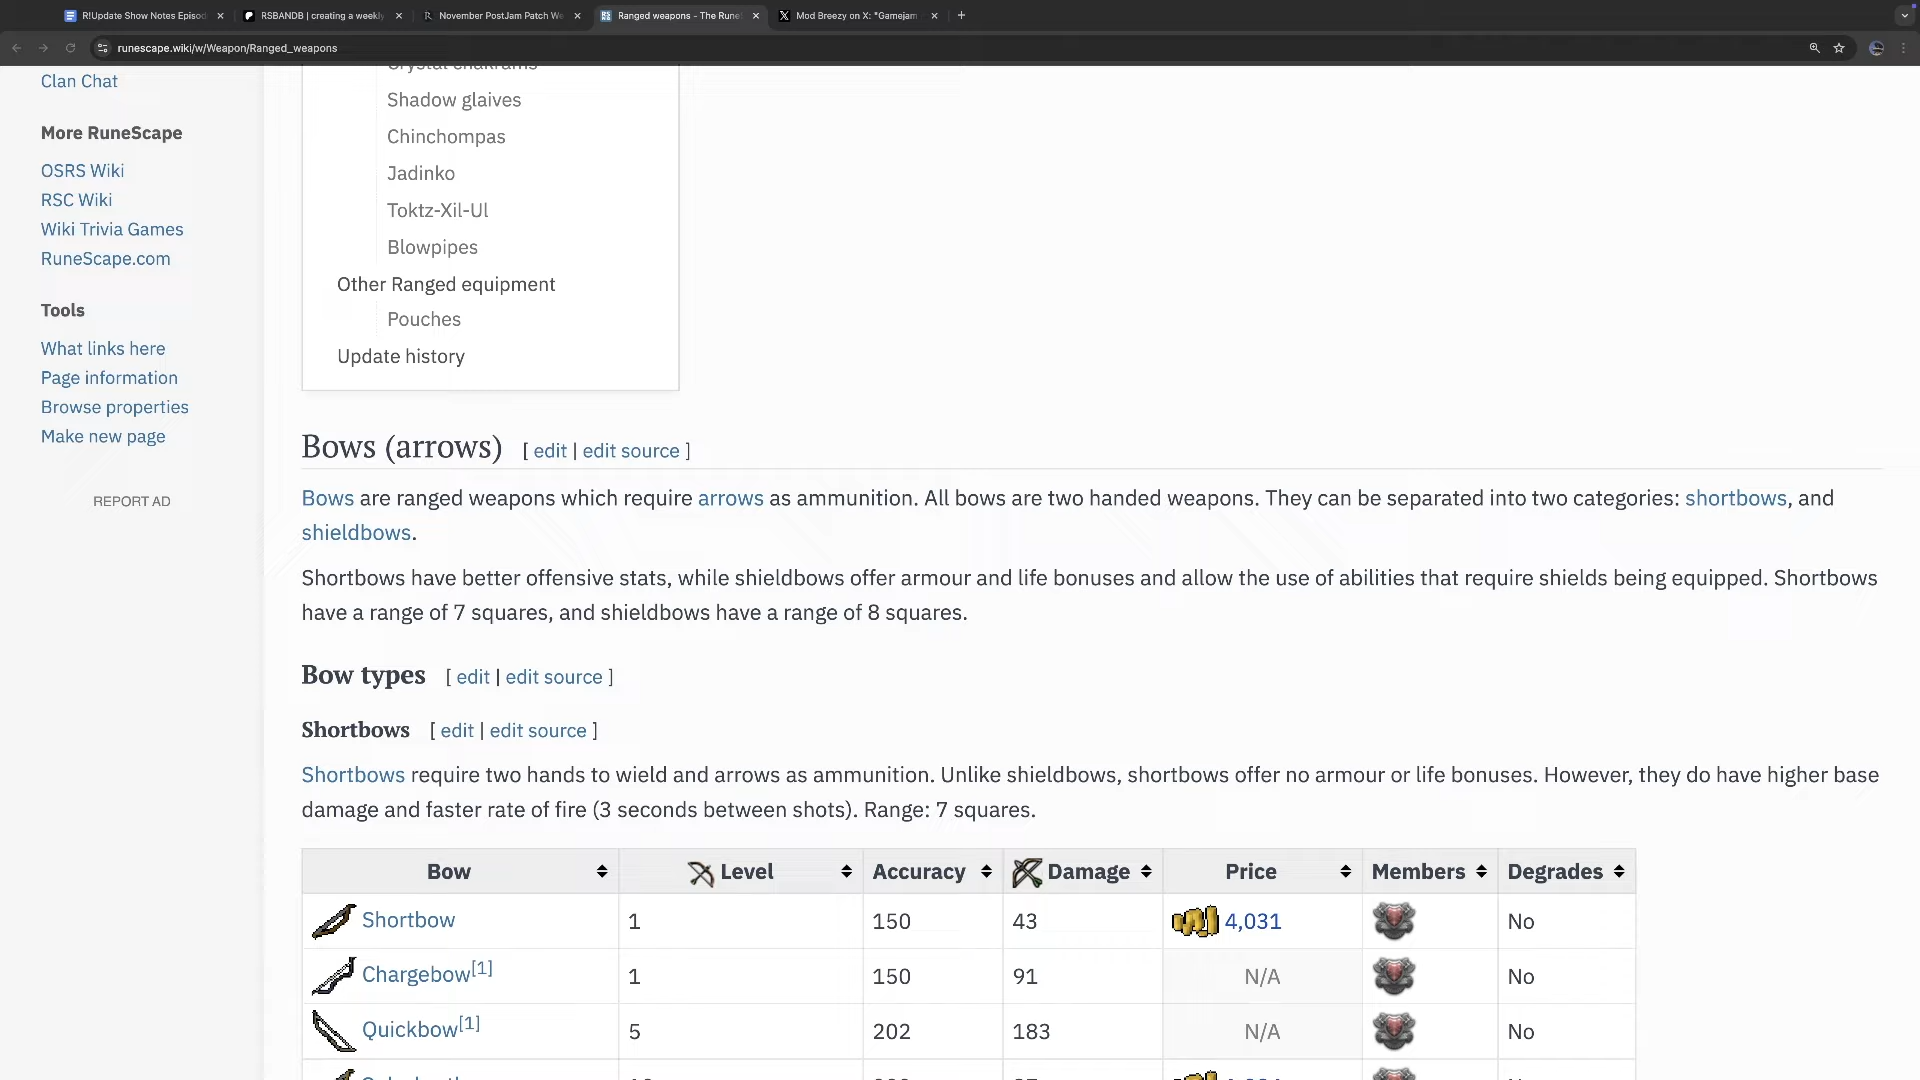 R!Update Show Notes Episod
RSBANDB | creating a weekly
November PostJam Patch We
Ranged weapons - The Rune
Mod Breezy on X: "Gamejam
runescape.wiki/w/Weapon/Ranged_weapons
Clan Chat
More RuneScape
OSRS Wiki
RSC Wiki
Wiki Trivia Games
RuneScape.com
Tools
What links here
Page information
Browse properties
Make new page
REPORT AD
Crystal chakrams
Shadow glaives
Chinchompas
Jadinko
Toktz-Xil-Ul
Blowpipes
Other Ranged equipment
Pouches
Update history
Bows (arrows) [ edit | edit source ]
Bows are ranged weapons which require arrows as ammunition. All bows are two handed weapons. They can be separated into two categories: shortbows, and
shieldbows.
Shortbows have better offensive stats, while shieldbows offer armour and life bonuses and allow the use of abilities that require shields being equipped. Shortbows
have a range of 7 squares, and shieldbows have a range of 8 squares.
Bow types [ edit | edit source ]
Shortbows [ edit | edit source ]
Shortbows require two hands to wield and arrows as ammunition. Unlike shieldbows, shortbows offer no armour or life bonuses. However, they do have higher base
damage and faster rate of fire (3 seconds between shots). Range: 7 squares.
Bow Level Accuracy Damage Price Members Degrades
Shortbow 1 150 43 4,031 No
Chargebow[1] 1 150 91 N/A No
Quickbow[1] 5 202 183 N/A No